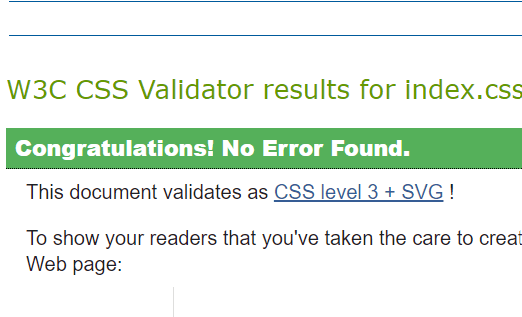 W3C CSS Validator results for index.css
Congratulations! No Error Found.
This document validates as CSS level 3 + SVG !
To show your readers that you've taken the care to creat
Web page: